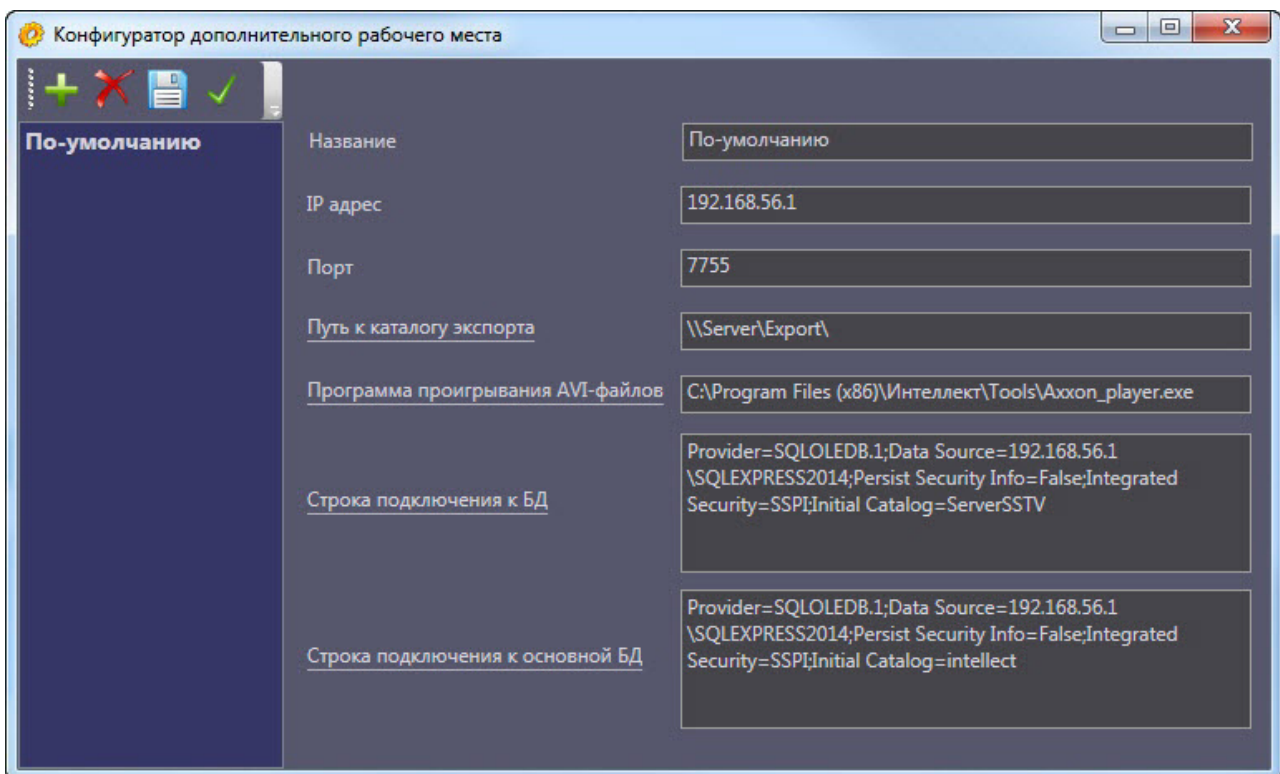 Конфигуратор дополнительного рабочего места
По-умолчанию
Название
По-умолчанию
IP адрес
192.168.56.1
Порт
7755
Путь к каталогу экспорта
\\Server\Export\
Программа проигрывания AVI-файлов
C:\Program Files (x86)\Интеллект\Tools\Axxon_player.exe
Строка подключения к БД
Provider=SQLOLEDB.1;Data Source=192.168.56.1
\SQLEXPRESS2014;Persist Security Info=False;Integrated
Security=SSPI;Initial Catalog=ServerSSTV
Строка подключения к основной БД
Provider=SQLOLEDB.1;Data Source=192.168.56.1
\SQLEXPRESS2014;Persist Security Info=False;Integrated
Security=SSPI;Initial Catalog=intellect